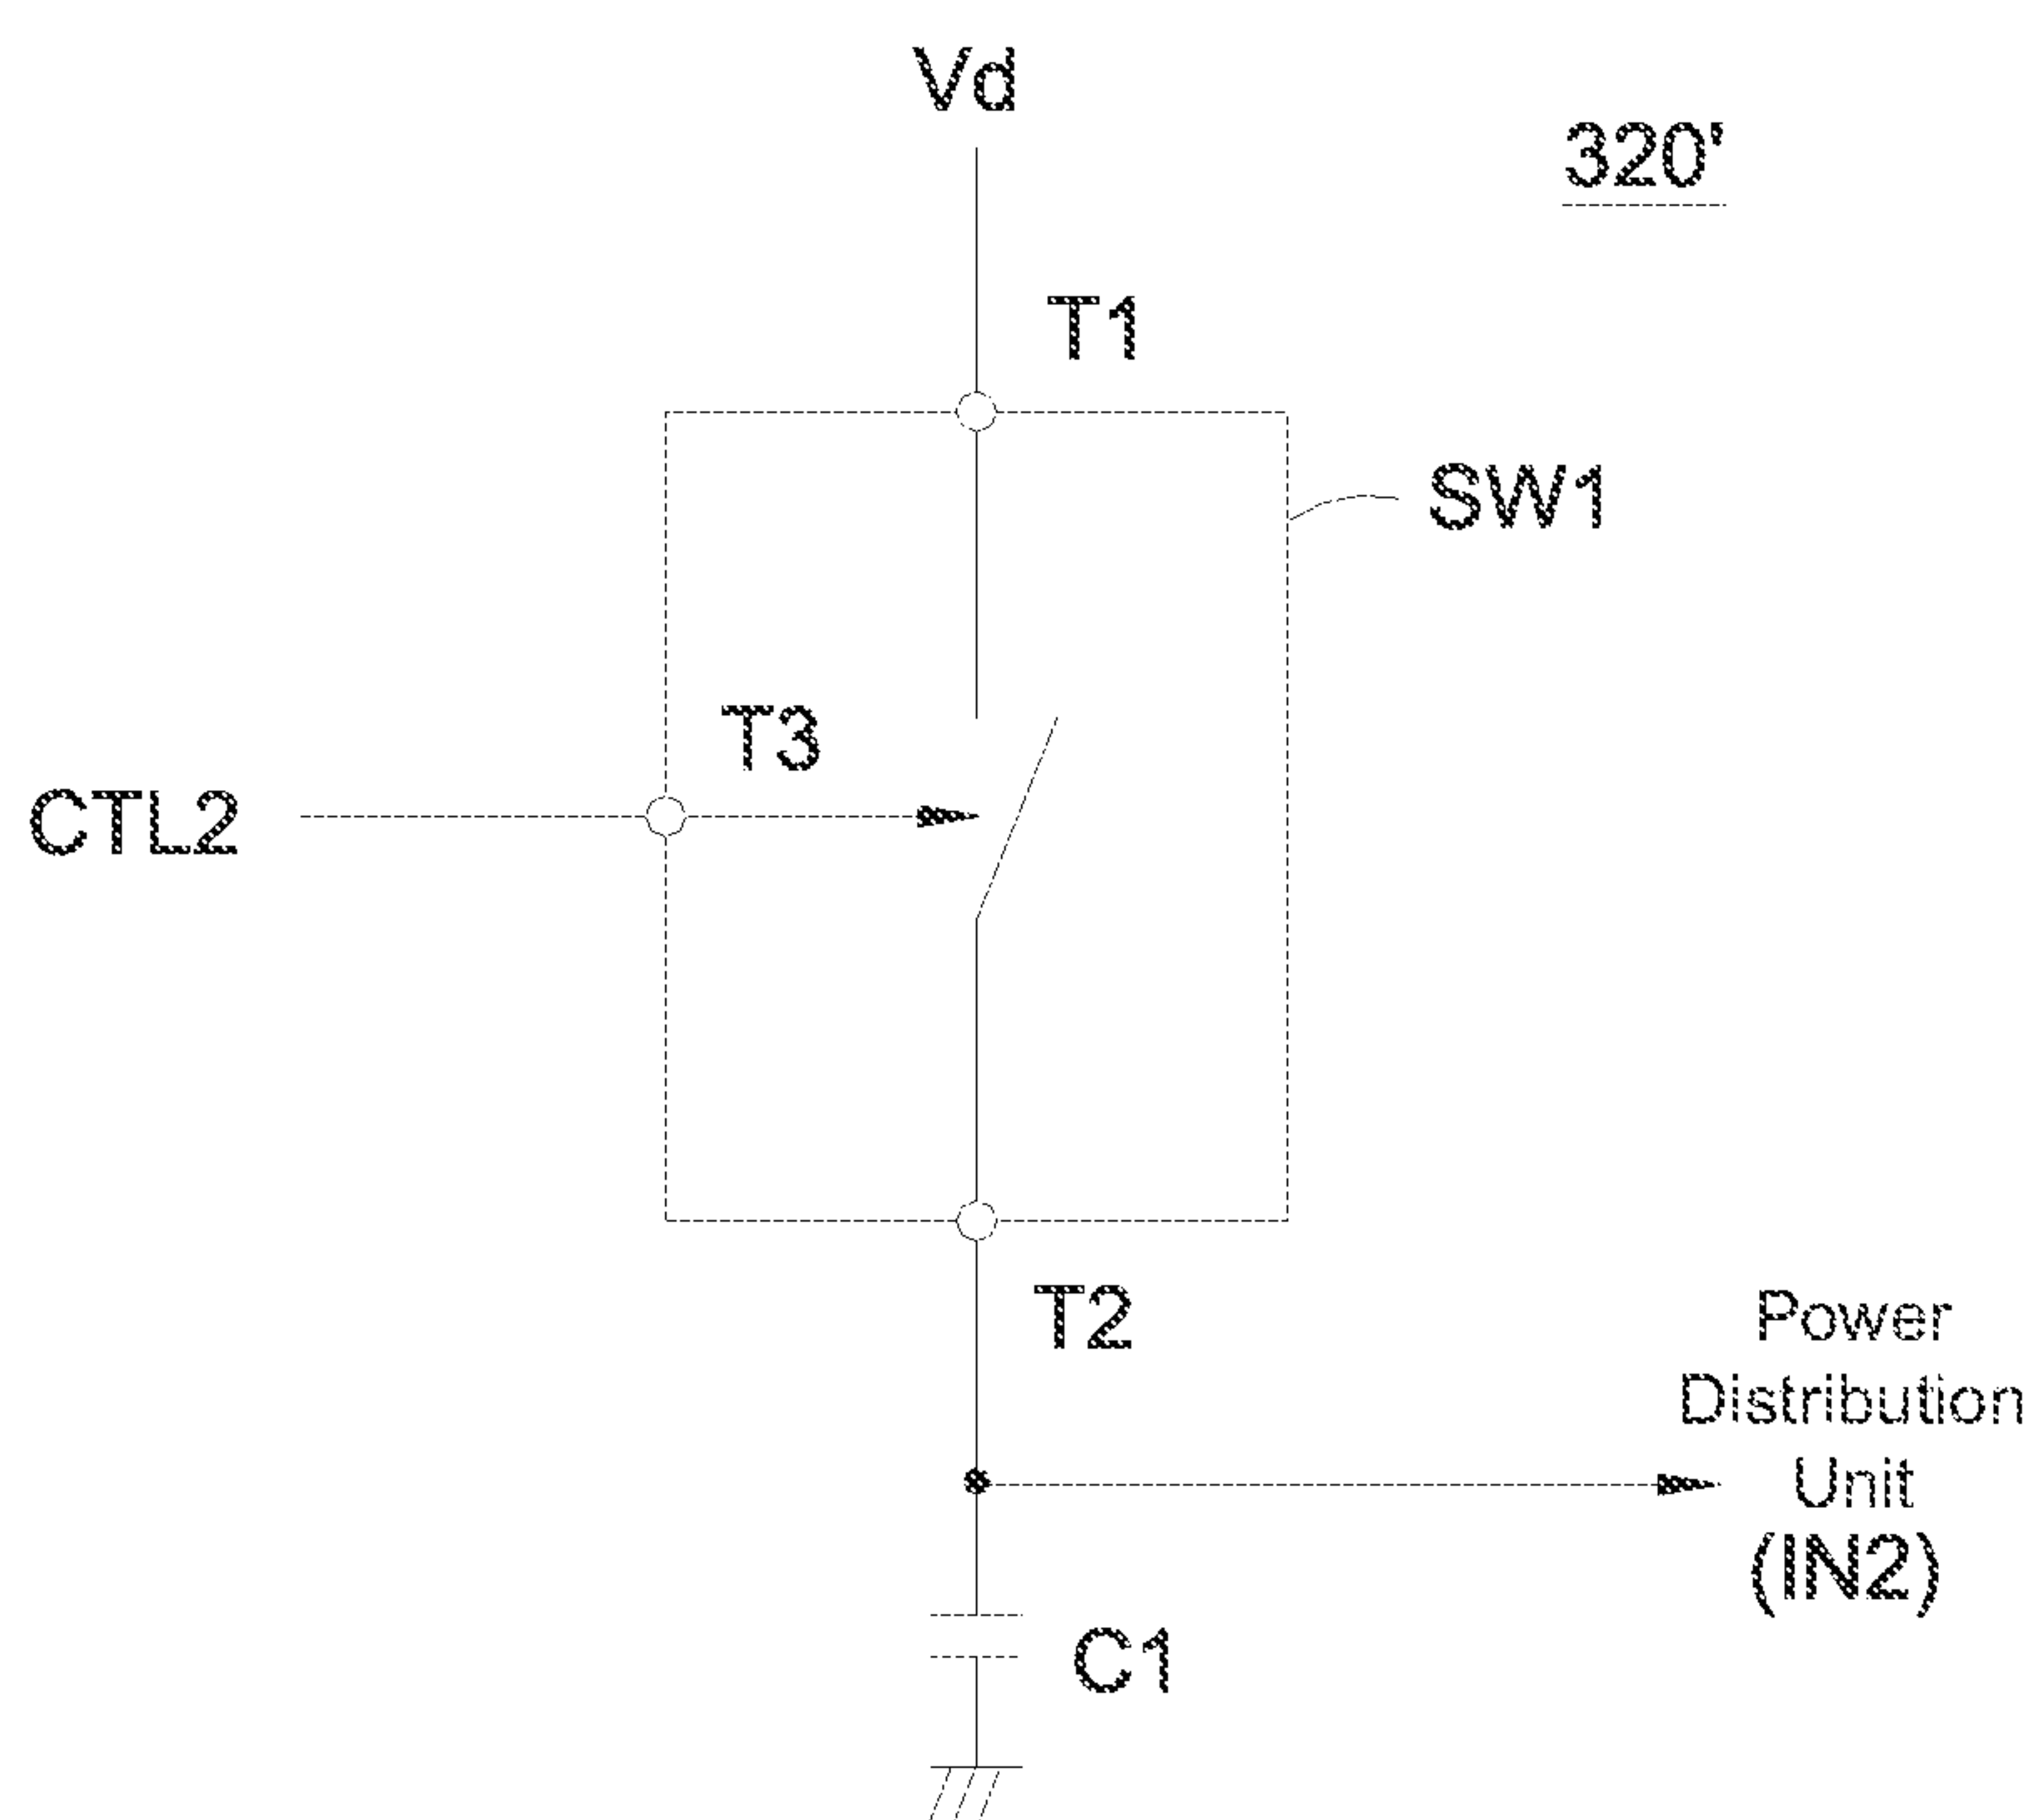 Vd
320'
T1
SW1
T3
CTL2
T2
Power
Distribution
Unit
(IN2)
C1